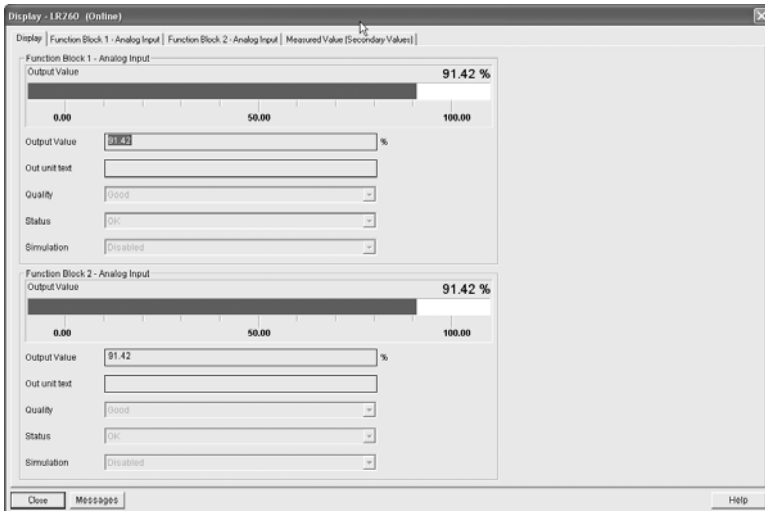 Display - LR260 (Online)
Display | Function Block 1 - Analog Input | Function Block 2 - Analog Input | Measured Value (Secondary Values)
Function Block 1 - Analog Input
Output Value 91.42 %
0.00 50.00 100.00
Output Value 91.42 %
Out unit text
Quality Good
Status OK
Simulation Disabled
Function Block 2 - Analog Input
Output Value 91.42 %
0.00 50.00 100.00
Output Value 91.42 %
Out unit text
Quality Good
Status OK
Simulation Disabled
Close Messages Help